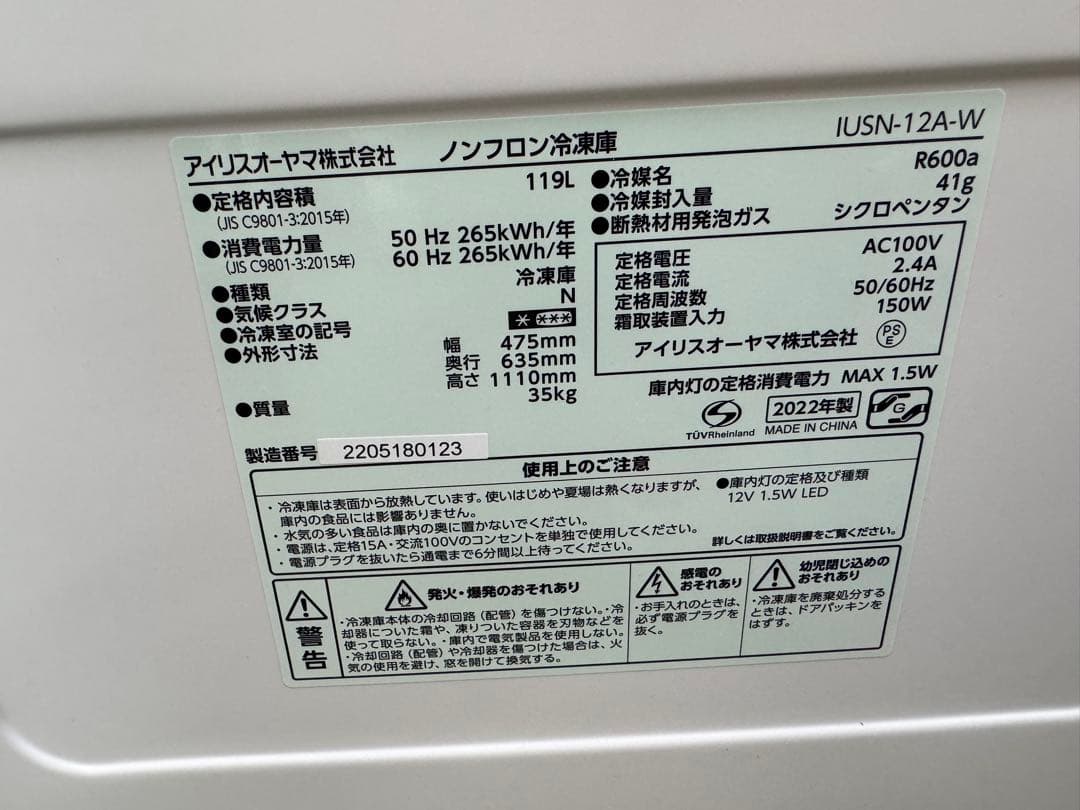 アイリスオーヤマ株式会社 ノンフロン冷凍庫 IUSN-12A-W
●定格内容積 119L
(JIS C9801-3:2015年)
●消費電力量 50 Hz 265kWh/年
(JIS C9801-3:2015年) 60 Hz 265kWh/年
●種類 冷凍庫
●気候クラス N
●冷凍室の記号
●外形寸法 幅 475mm
奥行 635mm
高さ 1110mm
●質量 35kg
●冷媒名 R600a
●冷媒封入量 41g
●断熱材用発泡ガス シクロペンタン
定格電圧 AC100V
定格電流 2.4A
定格周波数 50/60Hz
霜取装置入力 150W
アイリスオーヤマ株式会社 PSE
庫内灯の定格消費電力 MAX 1.5W
TÜVRheinland
2022年製
MADE IN CHINA
G
製造番号 2205180123
使用上のご注意
・冷凍庫は表面から放熱しています。使いはじめや夏場は熱くなりますが、
庫内の食品には影響ありません。
・水気の多い食品は庫内の奥に置かないでください。
・電源は、定格15A・交流100Vのコンセントを単独で使用してください。
・電源プラグを抜いたら通電まで6分間以上待ってください。
●庫内灯の定格及び種類
12V 1.5W LED
詳しくは取扱説明書をご覧ください。
警告
発火・爆発のおそれあり
・冷凍庫本体の冷却回路（配管）を傷つけない。・冷
却器についた霜や、凍りついた容器を刃物などを
使って取らない。・庫内で電気製品を使用しない。
・冷却回路（配管）や冷却器を傷つけた場合は、火
気の使用を避け、窓を開けて換気する。
感電の
おそれあり
・お手入れのときは、
必ず電源プラグを
抜く。
幼児閉じ込めの
おそれあり
・冷凍庫を廃棄処分する
ときは、ドアパッキンを
はずす。